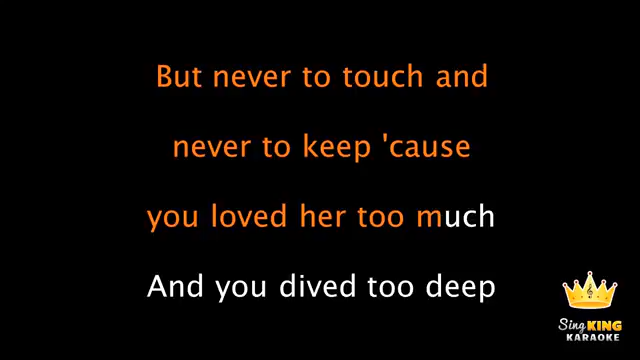 But never to touch and
never to keep 'cause
you loved her too much
And you dived too deep
Sing KING
KARAOKE